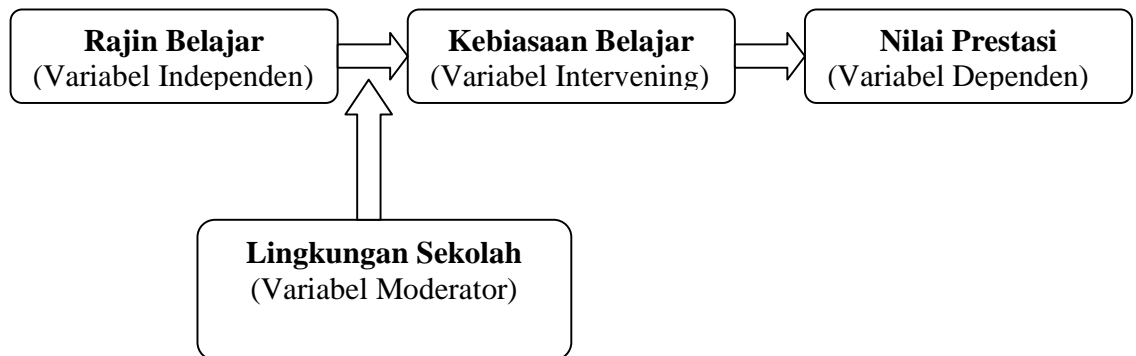 Rajin Belajar
(Variabel Independen)
Kebiasaan Belajar
(Variabel Intervening)
Nilai Prestasi
(Variabel Dependen)
Lingkungan Sekolah
(Variabel Moderator)